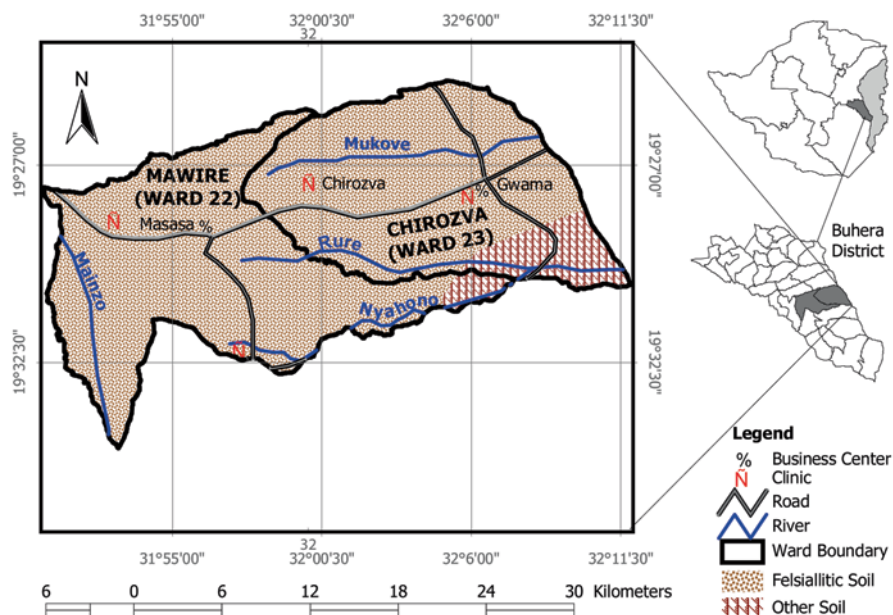 31°55'00" 32°00'30" 32°6'00" 32°11'30"
32
N
19°27'00"
19°32'30"
Mukove
MAWIRE
(WARD 22)
Ñ Chirozva
% Gwama
Ñ
Ñ
Masasa %
CHIROZVA
(WARD 23)
Rure
Mainzo
Nyahono
Ñ
19°27'00"
19°32'30"
32
31°55'00" 32°00'30" 32°6'00" 32°11'30"
6 0 6 12 18 24 30 Kilometers
Buhera
District
Legend
% Business Center
Ñ Clinic
Road
River
Ward Boundary
Felsiallitic Soil
Other Soil